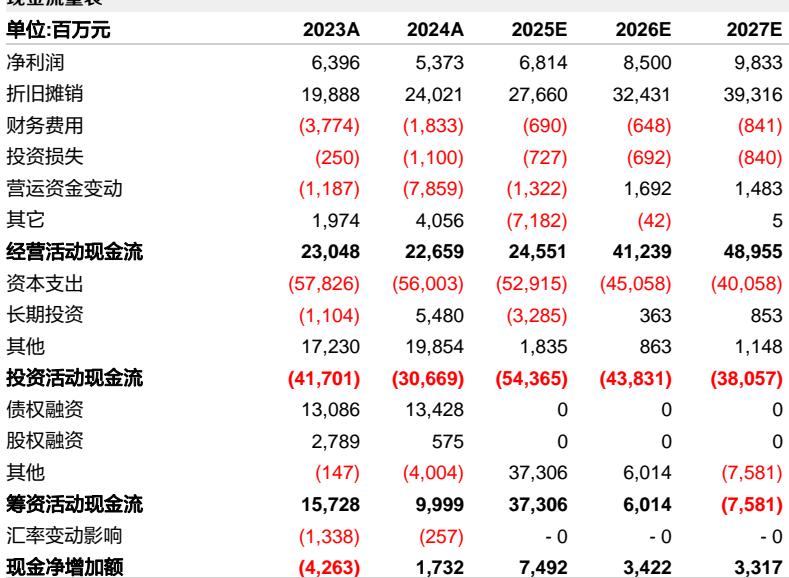 现金流量表
单位:百万元 2023A 2024A 2025E 2026E 2027E
净利润 6,396 5,373 6,814 8,500 9,833
折旧摊销 19,888 24,021 27,660 32,431 39,316
财务费用 (3,774) (1,833) (690) (648) (841)
投资损失 (250) (1,100) (727) (692) (840)
营运资金变动 (1,187) (7,859) (1,322) 1,692 1,483
其它 1,974 4,056 (7,182) (42) 5
经营活动现金流 23,048 22,659 24,551 41,239 48,955
资本支出 (57,826) (56,003) (52,915) (45,058) (40,058)
长期投资 (1,104) 5,480 (3,285) 363 853
其他 17,230 19,854 1,835 863 1,148
投资活动现金流 (41,701) (30,669) (54,365) (43,831) (38,057)
债权融资 13,086 13,428 0 0 0
股权融资 2,789 575 0 0 0
其他 (147) (4,004) 37,306 6,014 (7,581)
筹资活动现金流 15,728 9,999 37,306 6,014 (7,581)
汇率变动影响 (1,338) (257) - 0 - 0 - 0
现金净增加额 (4,263) 1,732 7,492 3,422 3,317